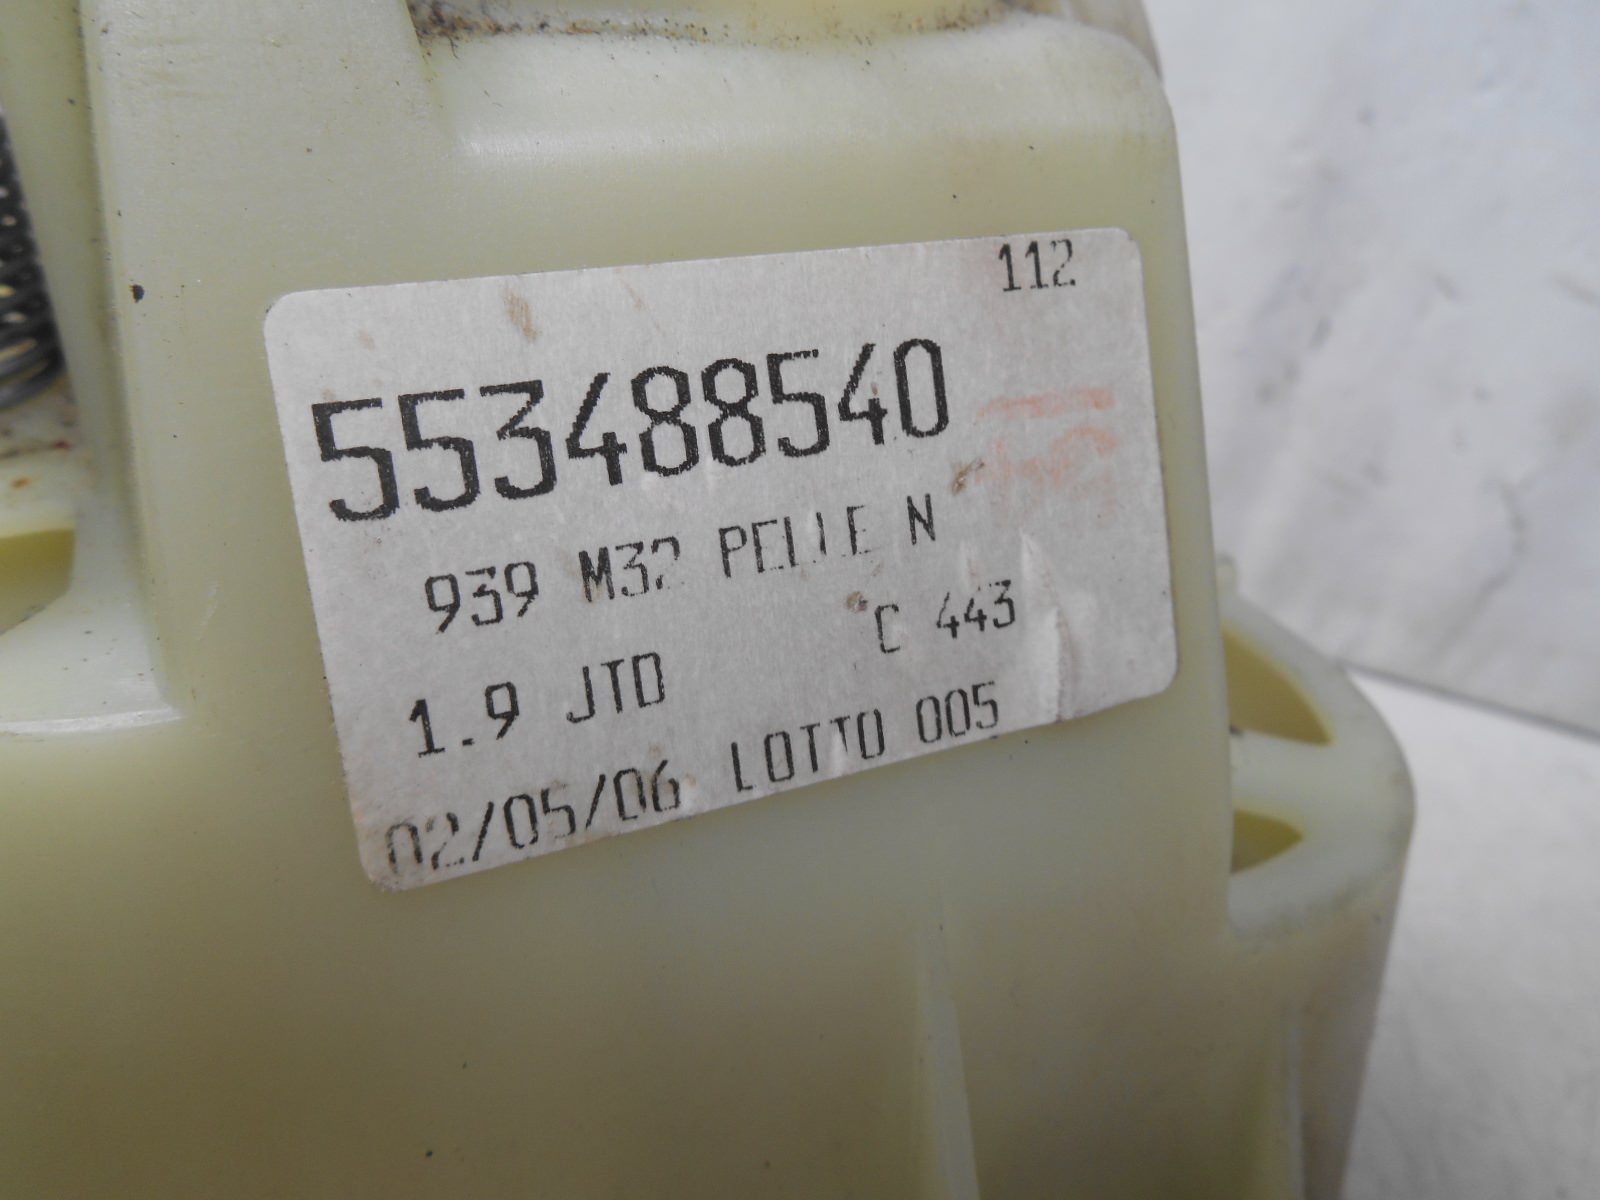 112
553488540
939 M32 PELLE N
C 443
1.9 JTD
02/05/06 LOTTO 005